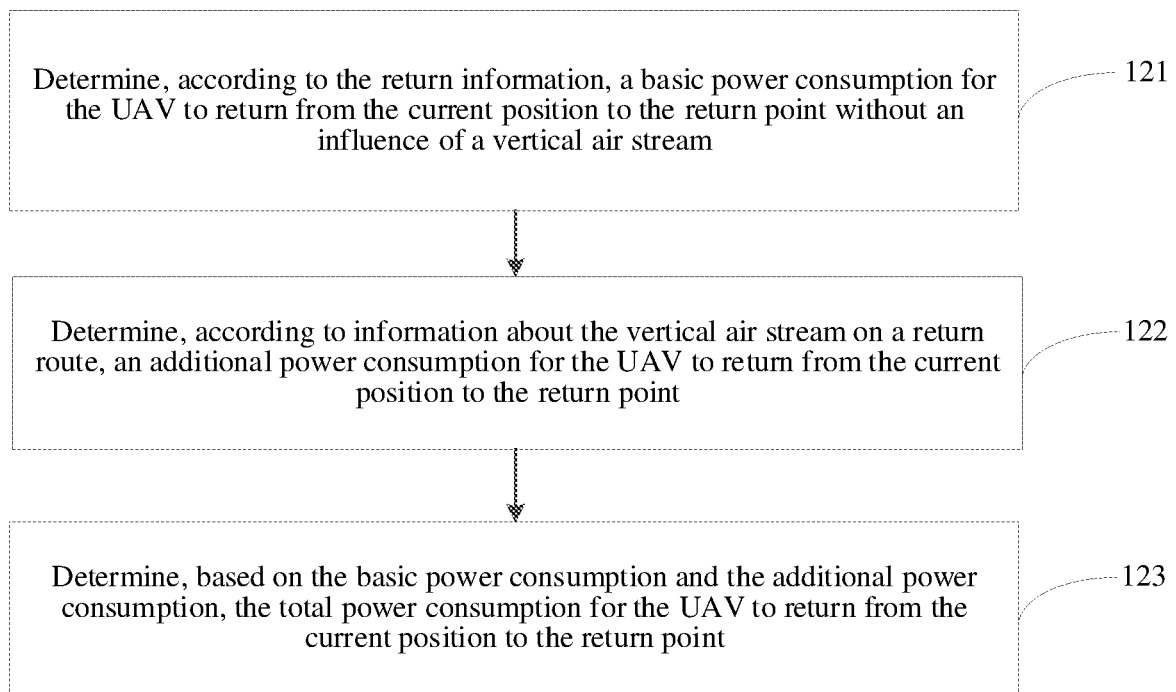 Determine, according to the return information, a basic power consumption for
the UAV to return from the current position to the return point without an
influence of a vertical air stream
121
Determine, according to information about the vertical air stream on a return
route, an additional power consumption for the UAV to return from the current
position to the return point
122
Determine, based on the basic power consumption and the additional power
consumption, the total power consumption for the UAV to return from the
current position to the return point
123